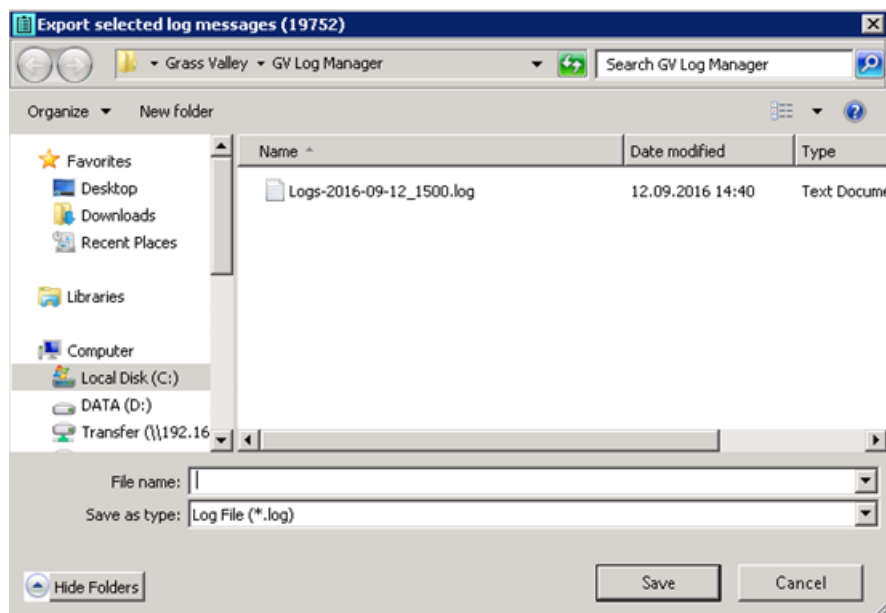 Export selected log messages (19752)
Grass Valley GV Log Manager Search GV Log Manager
Organize New folder
Name Date modified Type
Favorites
Logs-2016-09-12_1500.log 12.09.2016 14:40 Text Docume
Desktop
Downloads
Recent Places
Libraries
Computer
Local Disk (C:)
DATA (D:)
Transfer (\\192.16
File name:
Save as type: Log File (*.log)
Hide Folders Save Cancel